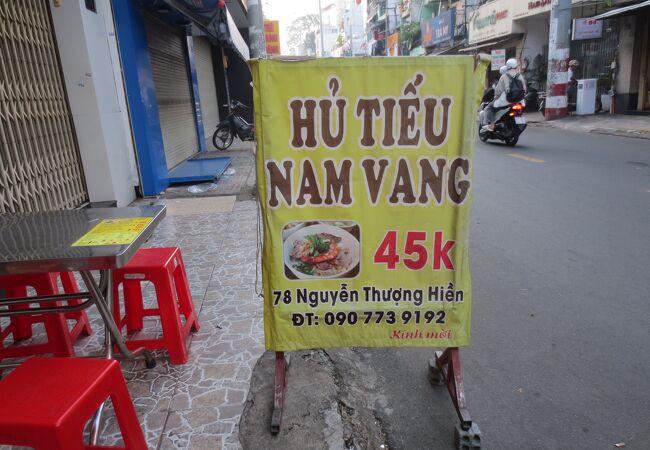 HỦ TIẾU
NAM VANG
45k
78 Nguyễn Thượng Hiền
ĐT: 090 773 9192
Kính mời